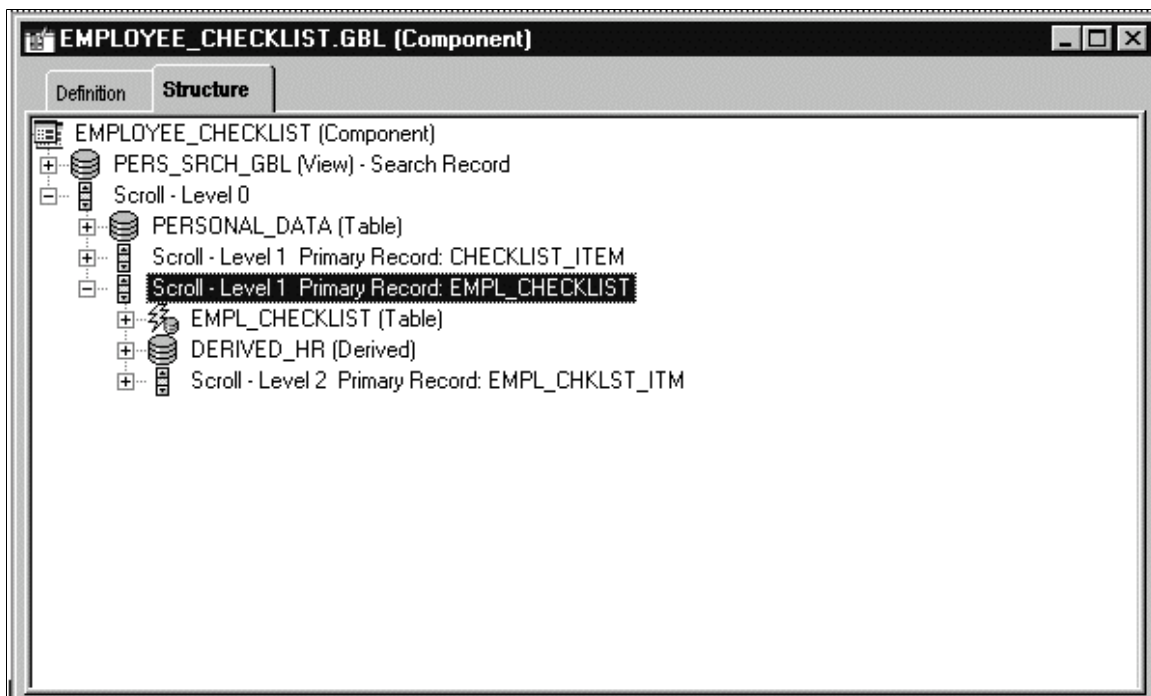 EMPLOYEE_CHECKLIST.GBL (Component)
Definition Structure
EMPLOYEE_CHECKLIST (Component)
PERS_SRCH_GBL (View) - Search Record
Scroll - Level 0
PERSONAL_DATA (Table)
Scroll - Level 1 Primary Record: CHECKLIST_ITEM
Scroll - Level 1 Primary Record: EMPL_CHECKLIST
EMPL_CHECKLIST (Table)
DERIVED_HR (Derived)
Scroll - Level 2 Primary Record: EMPL_CHKLST_ITM